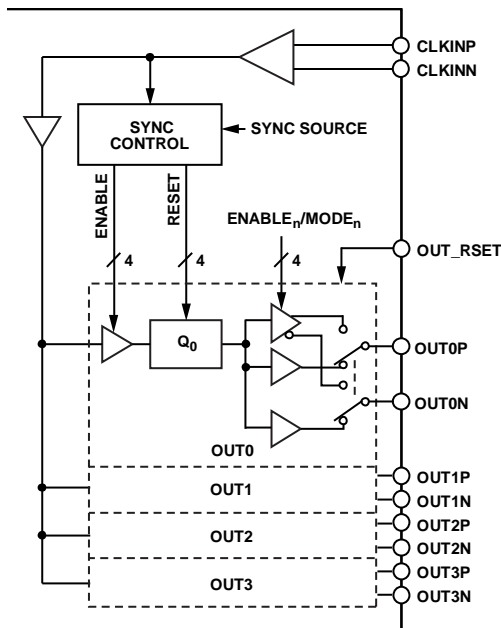 CLKINP
CLKINN
SYNC
CONTROL
SYNC SOURCE
ENABLE
RESET
ENABLEn/MODEn
4
4
4
OUT_RSET
Q0
OUT0P
OUT0N
OUT0
OUT1
OUT1P
OUT1N
OUT2
OUT2P
OUT2N
OUT3
OUT3P
OUT3N